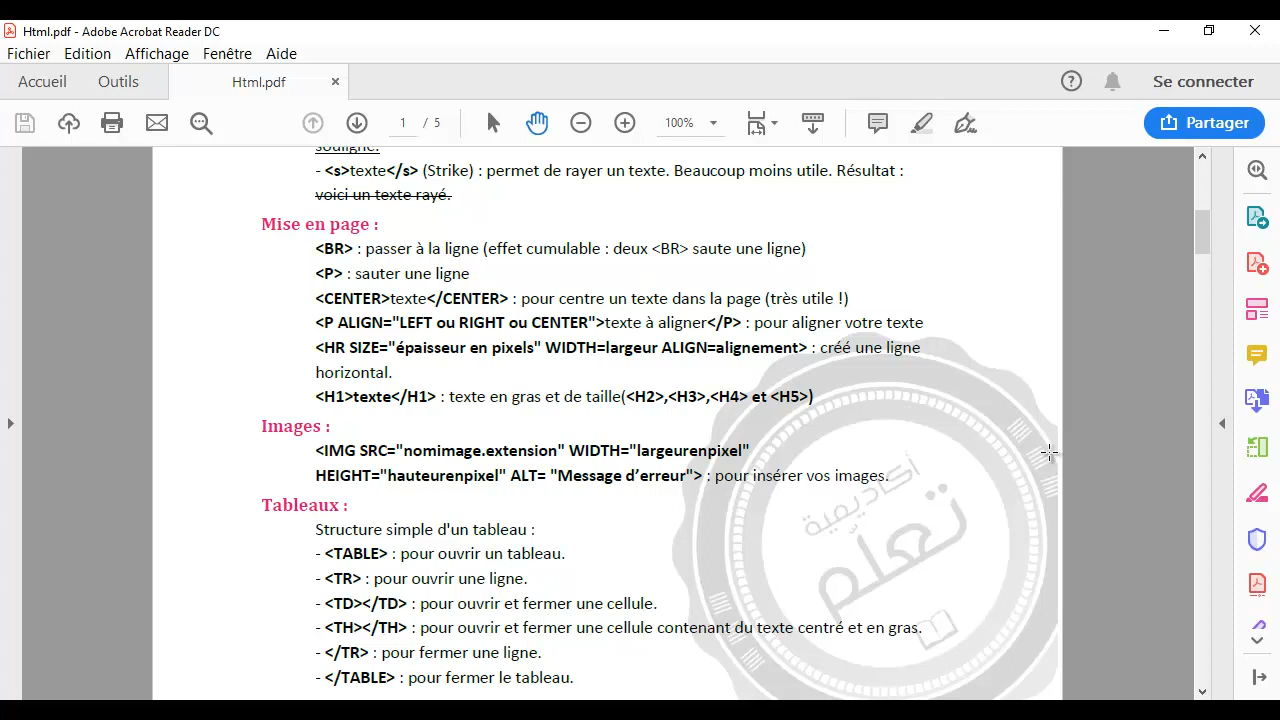 Html.pdf - Adobe Acrobat Reader DC
Fichier Edition Affichage Fenêtre Aide
Accueil Outils Html.pdf × Se connecter
1 / 5 100% Partager
souligné.
- <s>texte</s> (Strike) : permet de rayer un texte. Beaucoup moins utile. Résultat :
voici un texte rayé.
Mise en page :
<BR> : passer à la ligne (effet cumulable : deux <BR> saute une ligne)
<P> : sauter une ligne
<CENTER>texte</CENTER> : pour centre un texte dans la page (très utile !)
<P ALIGN="LEFT ou RIGHT ou CENTER">texte à aligner</P> : pour aligner votre texte
<HR SIZE="épaisseur en pixels" WIDTH=largeur ALIGN=alignement> : créé une ligne
horizontal.
<H1>texte</H1> : texte en gras et de taille(<H2>,<H3>,<H4> et <H5>)
Images :
<IMG SRC="nomimage.extension" WIDTH="largeurenpixel"
HEIGHT="hauteurenpixel" ALT= "Message d’erreur"> : pour insérer vos images.
أكاديمية
تعلم
Tableaux :
Structure simple d'un tableau :
- <TABLE> : pour ouvrir un tableau.
- <TR> : pour ouvrir une ligne.
- <TD></TD> : pour ouvrir et fermer une cellule.
- <TH></TH> : pour ouvrir et fermer une cellule contenant du texte centré et en gras.
- </TR> : pour fermer une ligne.
- </TABLE> : pour fermer le tableau.